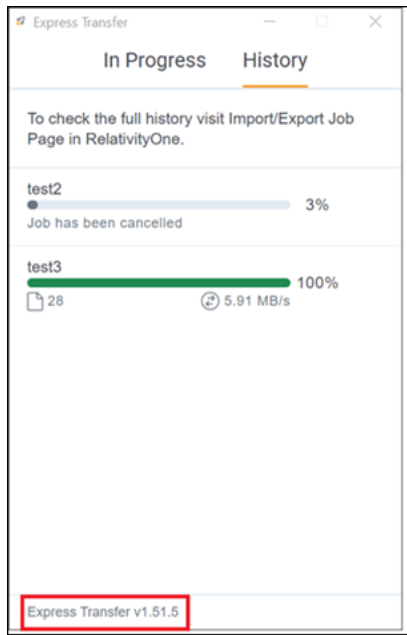 Express Transfer
In Progress History
To check the full history visit Import/Export Job
Page in RelativityOne.
test2
3%
Job has been cancelled
test3
100%
28 5.91 MB/s
Express Transfer v1.51.5